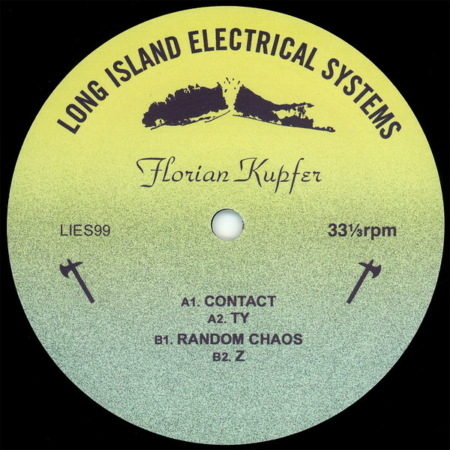 LONG ISLAND ELECTRICAL SYSTEMS
Florian Kupfer
LIES99
33⅓rpm
A1. CONTACT
A2. TY
B1. RANDOM CHAOS
B2. Z